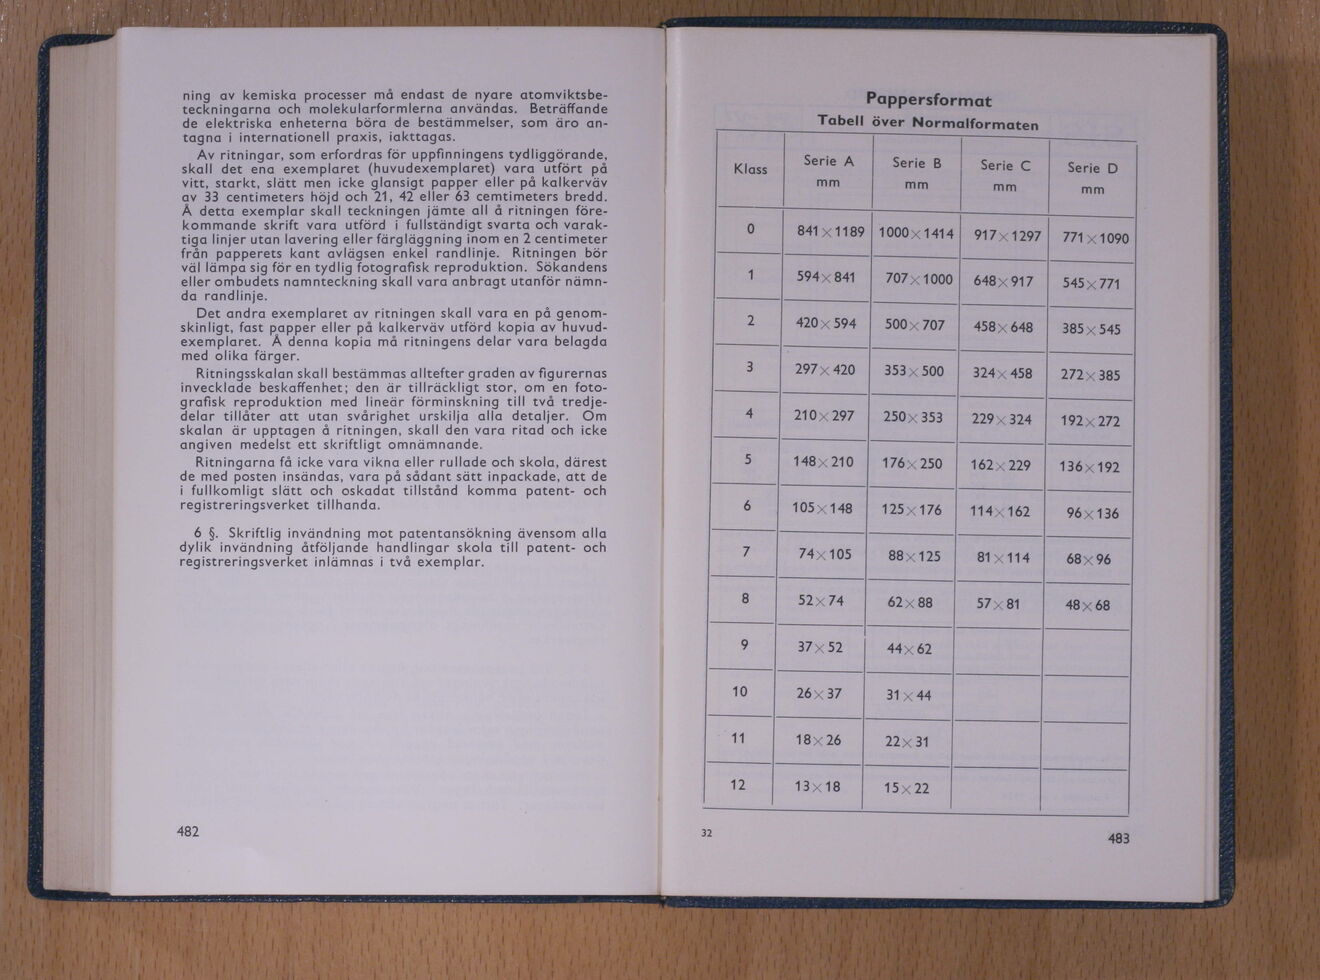 ning av kemiska processer må endast de nyare atomviktsbe-
teckningarna och molekularformlerna användas. Beträffande
de elektriska enheterna böra de bestämmelser, som äro an-
tagna i internationell praxis, iakttagas.
Av ritningar, som erfordras för uppfinningens tydliggörande,
skall det ena exemplaret (huvudexemplaret) vara utfört på
vitt, starkt, slätt men icke glansigt papper eller på kalkerväv
av 33 centimeters höjd och 21, 42 eller 63 cemtimeters bredd.
Å detta exemplar skall teckningen jämte all å ritningen före-
kommande skrift vara utförd i fullständigt svarta och varak-
tiga linjer utan lavering eller färgläggning inom en 2 centimeter
från papperets kant avlägsen enkel randlinje. Ritningen bör
väl lämpa sig för en tydlig fotografisk reproduktion. Sökandens
eller ombudets namnteckning skall vara anbragt utanför nämn-
da randlinje.
Det andra exemplaret av ritningen skall vara en på genom-
skinligt, fast papper eller på kalkerväv utförd kopia av huvud-
exemplaret. Å denna kopia må ritningens delar vara belagda
med olika färger.
Ritningsskalan skall bestämmas alltefter graden av figurernas
invecklade beskaffenhet; den är tillräckligt stor, om en foto-
grafisk reproduktion med lineär förminskning till två tredje-
delar tillåter att utan svårighet urskilja alla detaljer. Om
skalan är upptagen å ritningen, skall den vara ritad och icke
angiven medelst ett skriftligt omnämnande.
Ritningarna få icke vara vikna eller rullade och skola, därest
de med posten insändas, vara på sådant sätt inpackade, att de
i fullkomligt slätt och oskadat tillstånd komma patent- och
registreringsverket tillhanda.
6 §. Skriftlig invändning mot patentansökning ävensom alla
dylik invändning åtföljande handlingar skola till patent- och
registreringsverket inlämnas i två exemplar.
482
Pappersformat
Tabell över Normalformaten
Klass Serie A mm Serie B mm Serie C mm Serie D mm
0 841×1189 1000×1414 917×1297 771×1090
1 594×841 707×1000 648×917 545×771
2 420×594 500×707 458×648 385×545
3 297×420 353×500 324×458 272×385
4 210×297 250×353 229×324 192×272
5 148×210 176×250 162×229 136×192
6 105×148 125×176 114×162 96×136
7 74×105 88×125 81×114 68×96
8 52×74 62×88 57×81 48×68
9 37×52 44×62
10 26×37 31×44
11 18×26 22×31
12 13×18 15×22
32
483